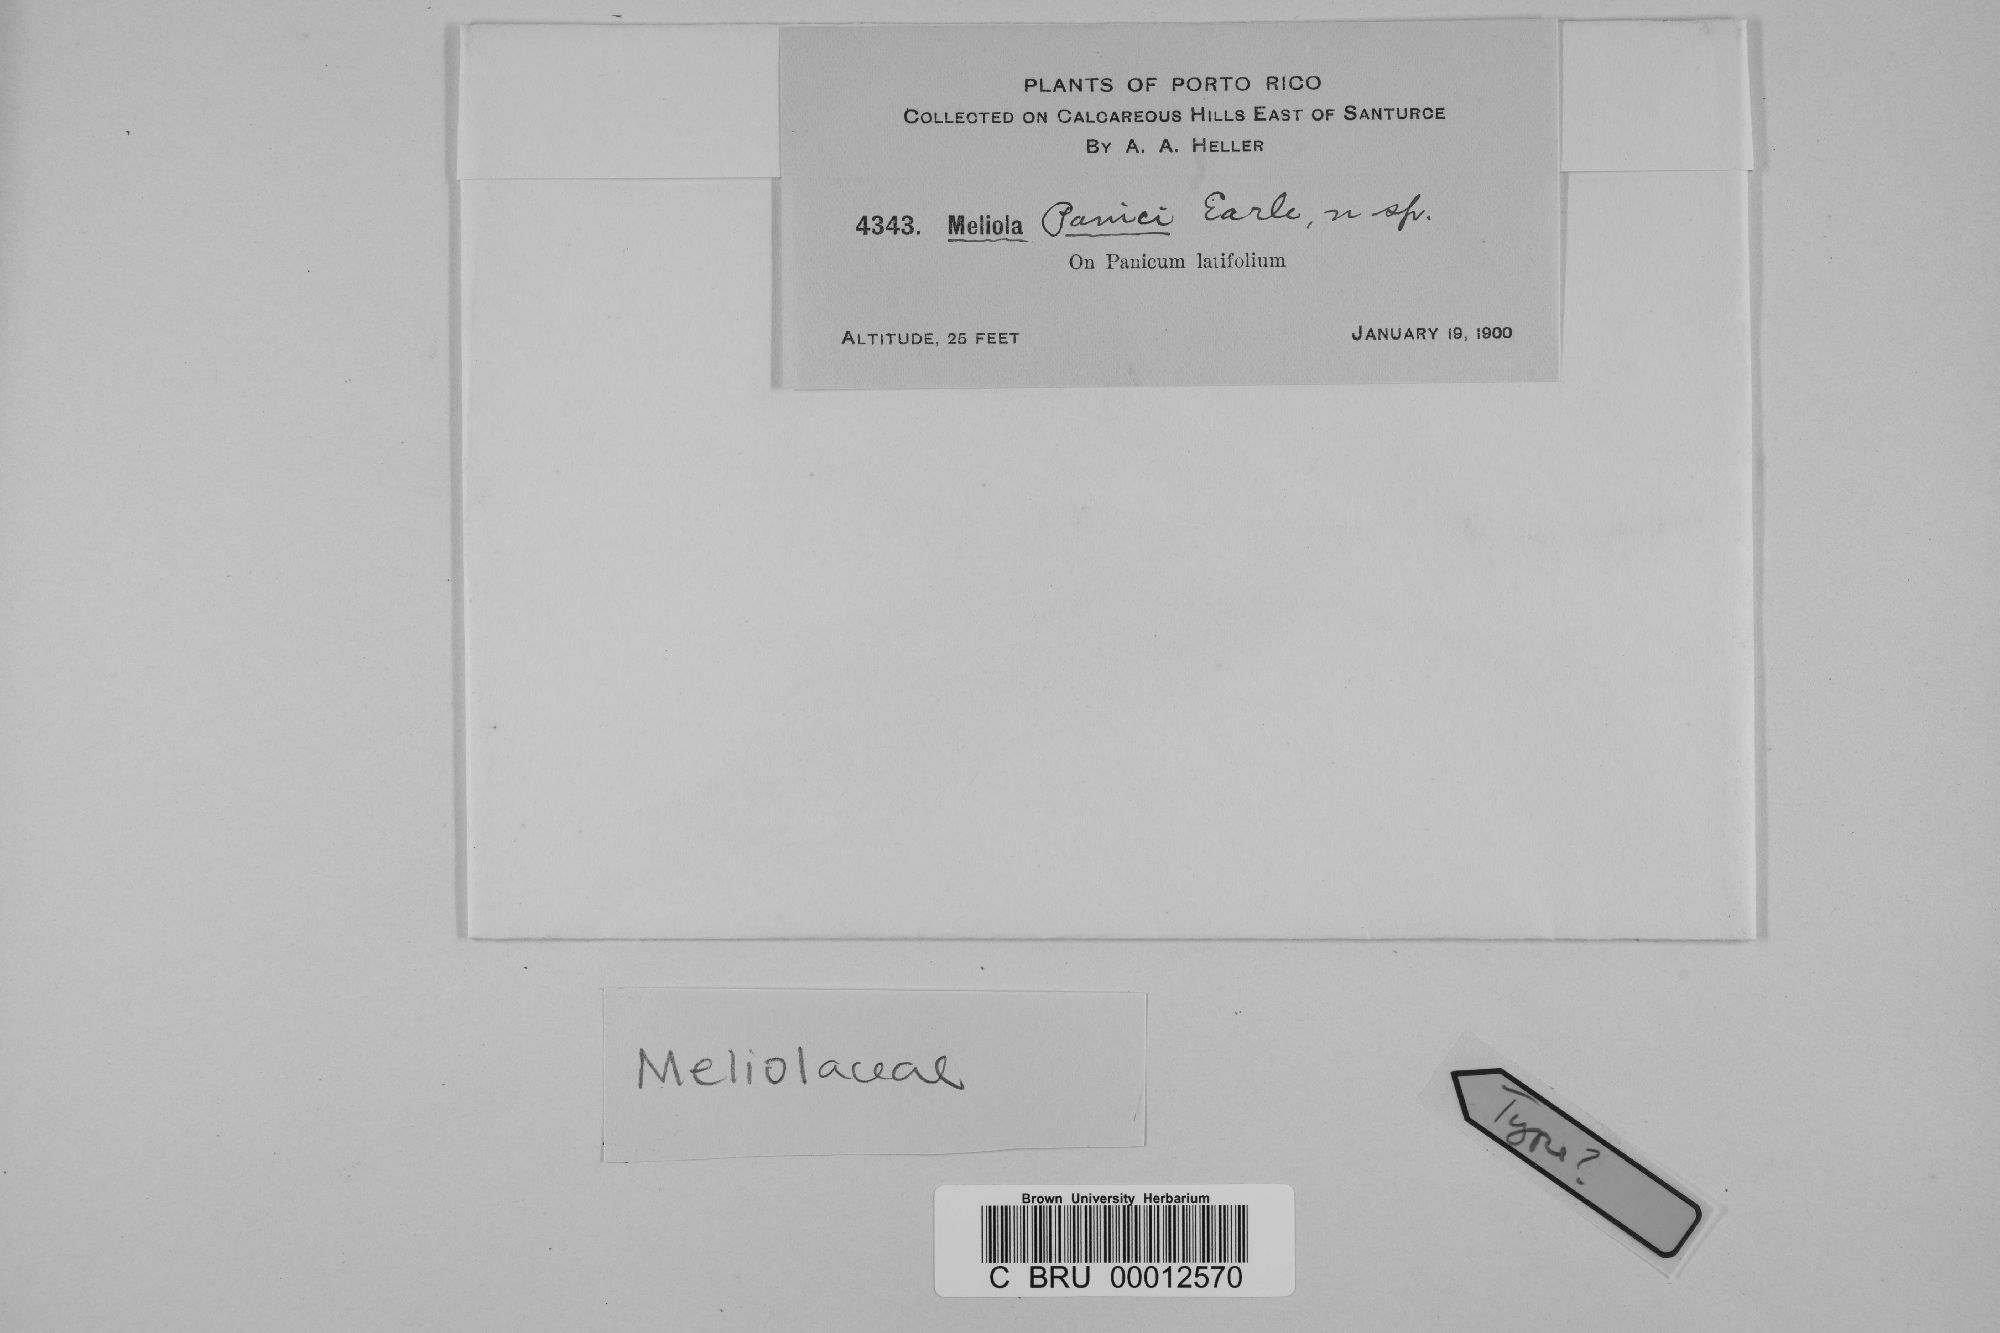 PLANTS OF PORTO RICO
COLLECTED ON CALCAREOUS HILLS EAST OF SANTURCE
BY A. A. HELLER
4343. Meliola Panici Earle, n sp.
On Panicum latifolium
ALTITUDE, 25 FEET
JANUARY 19, 1900
Meliolaceae
Type?
Brown University Herbarium
C BRU 00012570